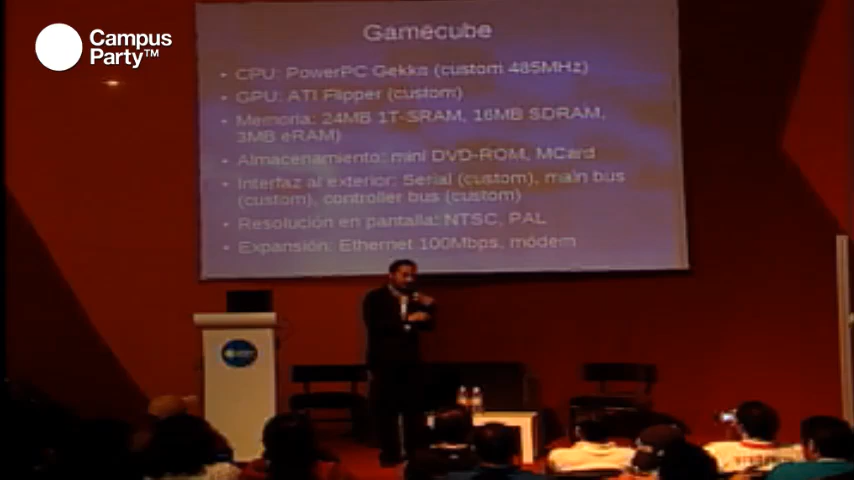 Campus
Party™
Gamecube
• CPU: PowerPC Gekko (custom 485MHz)
• GPU: ATI Flipper (custom)
• Memoria: 24MB 1T-SRAM, 16MB SDRAM,
3MB eRAM)
• Almacenamiento: mini DVD-ROM, MCard
• Interfaz al exterior: Serial (custom), main bus
(custom), controller bus (custom)
• Resolución en pantalla: NTSC, PAL
• Expansión: Ethernet 100Mbps, módem